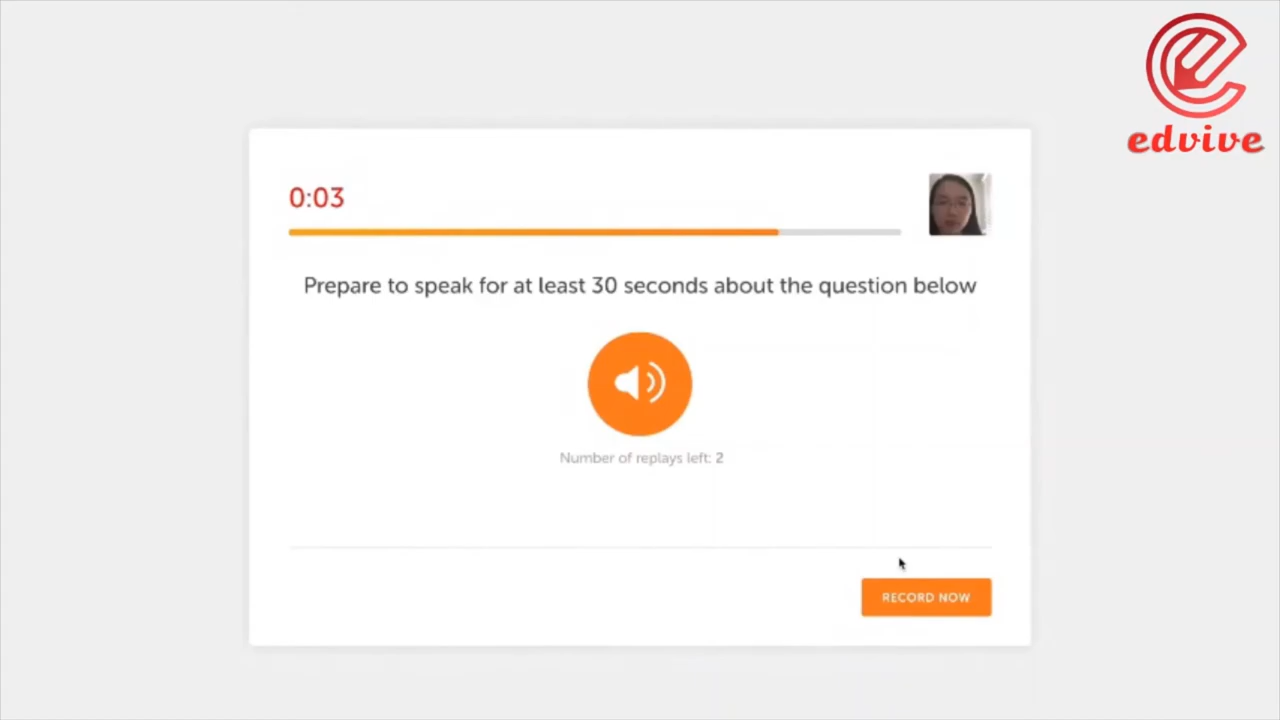 edvive
0:03
Prepare to speak for at least 30 seconds about the question below
Number of replays left: 2
RECORD NOW